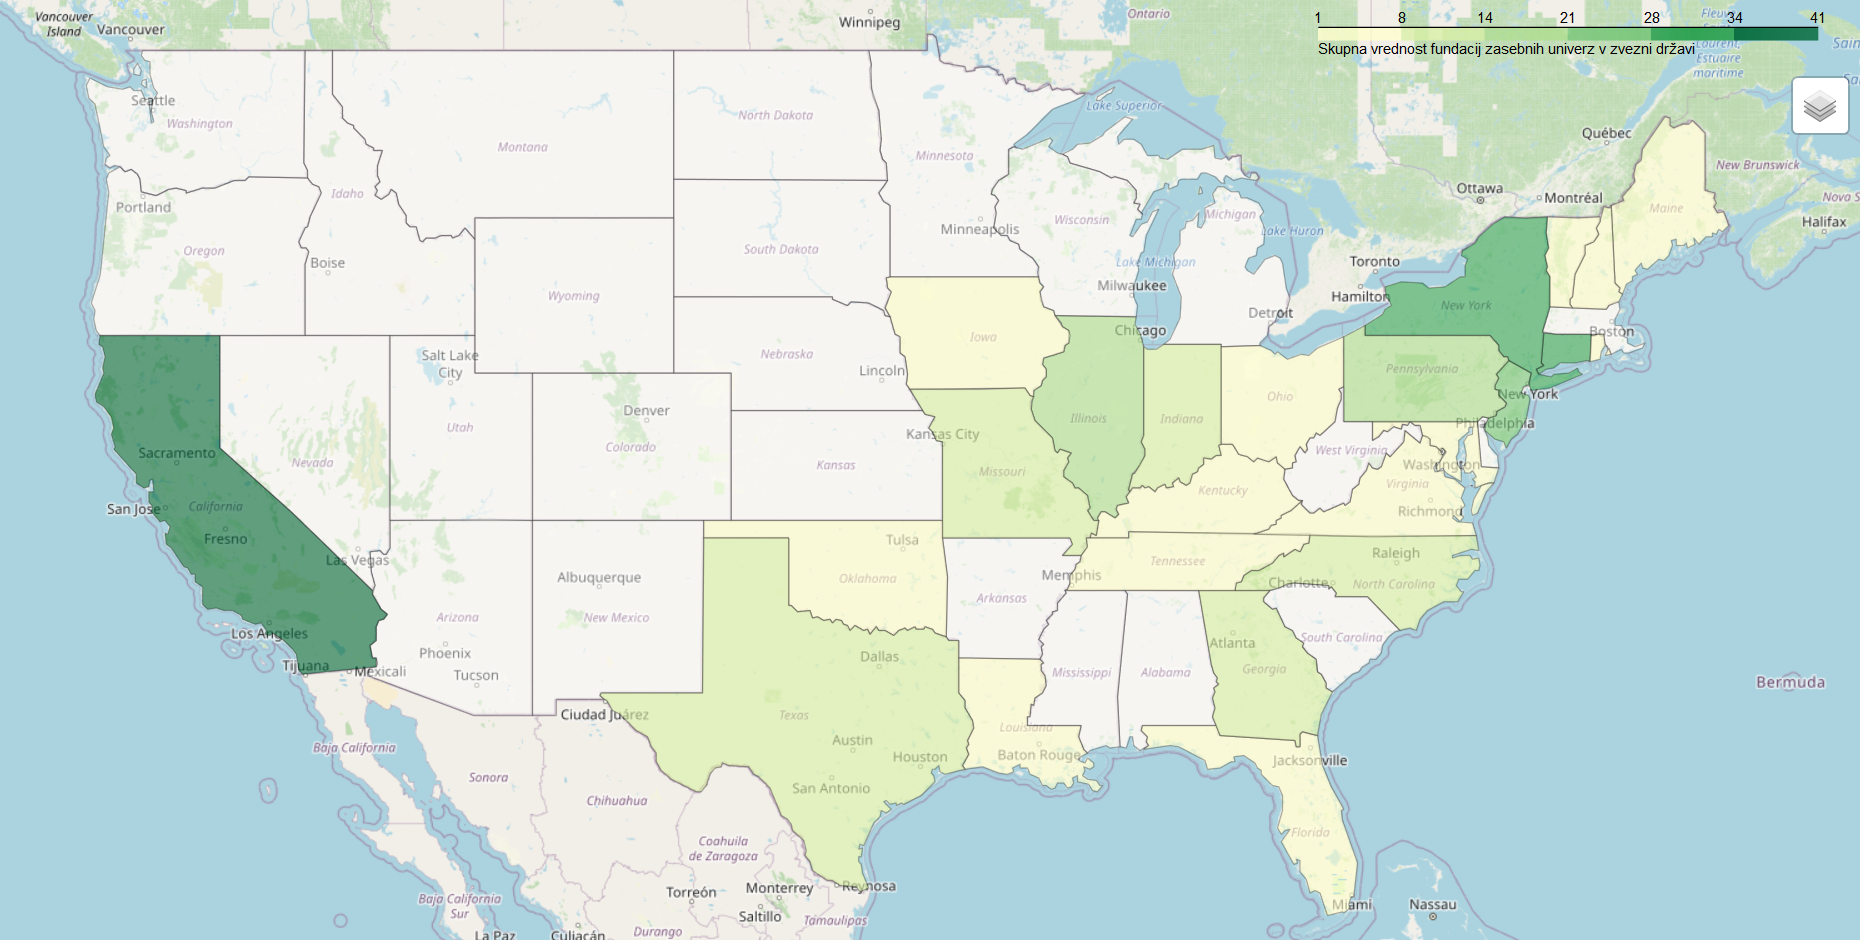 Vancouver
Island
Vancouver
Winnipeg
Ontario
1 8 14 21 28 34 41
Skupna vrednost fundacij zasebnih univerz v zvezni državi
Laurent,
Estuaire
maritime
Seattle
Washington
Montana
North Dakota
Minnesota
Lake Superior
Québec
New Brunswick
Idaho
Portland
Oregon
Boise
Wyoming
South Dakota
Minneapolis
Wisconsin
Michigan
Lake Huron
Lake Michigan
Milwaukee
Ottawa
Montréal
Maine
Halifax
Toronto
Hamilton
New York
Detroit
Boston
Salt Lake
City
Nebraska
Lincoln
Iowa
Chicago
Pennsylvania
New York
Philadelphia
Denver
Colorado
Utah
Nevada
Sacramento
Kansas City
Kansas
Missouri
Illinois
Indiana
Ohio
West Virginia
Washington
Virginia
Richmond
Kentucky
San Jose
California
Fresno
Las Vegas
Albuquerque
New Mexico
Tulsa
Oklahoma
Memphis
Tennessee
Raleigh
Charlotte
North Carolina
Arkansas
Arizona
Phoenix
Tucson
Los Angeles
Tijuana
Mexicali
Dallas
Mississippi
Alabama
Atlanta
Georgia
South Carolina
Bermuda
Ciudad Juárez
Texas
Austin
Houston
San Antonio
Louisiana
Baton Rouge
Jacksonville
Florida
Miami
Baja California
Sonora
Chihuahua
Coahuila
de Zaragoza
Torreón
Monterrey
Reynosa
Saltillo
Tamaulipas
Baja California
Sur
La Paz
Culiacán
Durango
Nassau